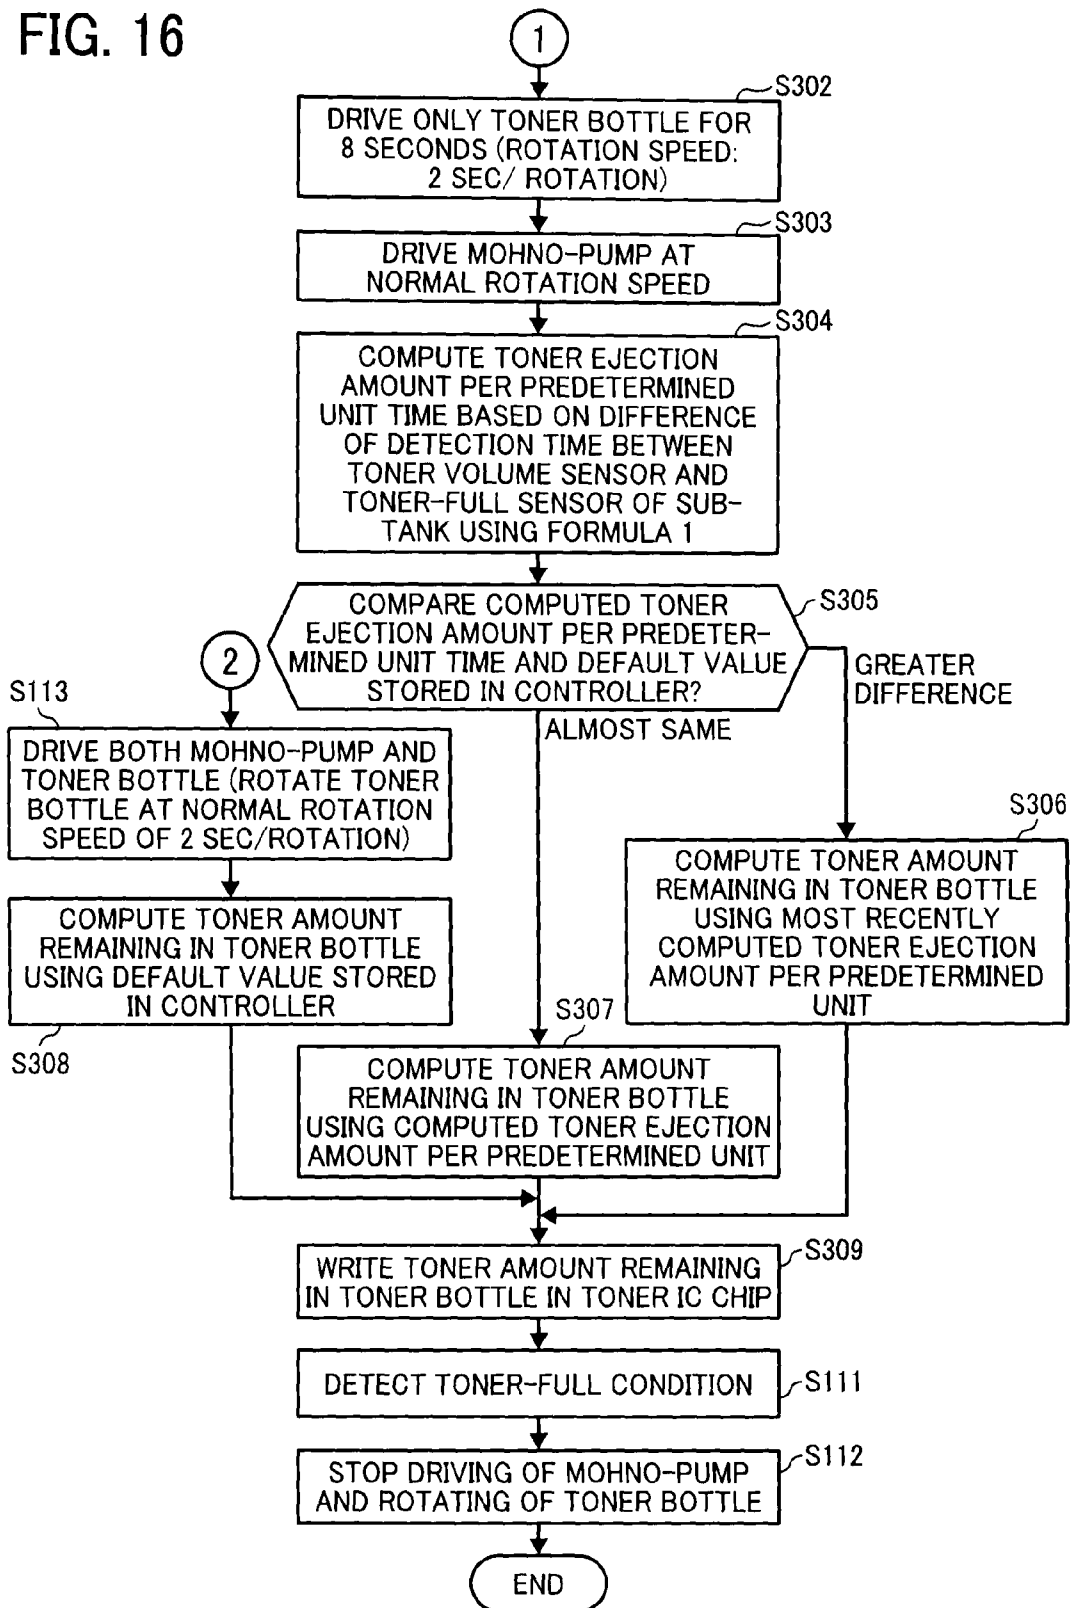 FIG. 16
1
S302
DRIVE ONLY TONER BOTTLE FOR
8 SECONDS (ROTATION SPEED:
2 SEC/ ROTATION)
S303
DRIVE MOHNO-PUMP AT
NORMAL ROTATION SPEED
S304
COMPUTE TONER EJECTION
AMOUNT PER PREDETERMINED
UNIT TIME BASED ON DIFFERENCE
OF DETECTION TIME BETWEEN
TONER VOLUME SENSOR AND
TONER-FULL SENSOR OF SUB-
TANK USING FORMULA 1
S305
COMPARE COMPUTED TONER
EJECTION AMOUNT PER PREDETER-
MINED UNIT TIME AND DEFAULT VALUE
STORED IN CONTROLLER?
GREATER
DIFFERENCE
ALMOST SAME
2
S113
DRIVE BOTH MOHNO-PUMP AND
TONER BOTTLE (ROTATE TONER
BOTTLE AT NORMAL ROTATION
SPEED OF 2 SEC/ROTATION)
S306
COMPUTE TONER AMOUNT
REMAINING IN TONER BOTTLE
USING MOST RECENTLY
COMPUTED TONER EJECTION
AMOUNT PER PREDETERMINED
UNIT
COMPUTE TONER AMOUNT
REMAINING IN TONER BOTTLE
USING DEFAULT VALUE STORED
IN CONTROLLER
S308
S307
COMPUTE TONER AMOUNT
REMAINING IN TONER BOTTLE
USING COMPUTED TONER EJECTION
AMOUNT PER PREDETERMINED UNIT
S309
WRITE TONER AMOUNT REMAINING
IN TONER BOTTLE IN TONER IC CHIP
DETECT TONER-FULL CONDITION
S111
S112
STOP DRIVING OF MOHNO-PUMP
AND ROTATING OF TONER BOTTLE
END